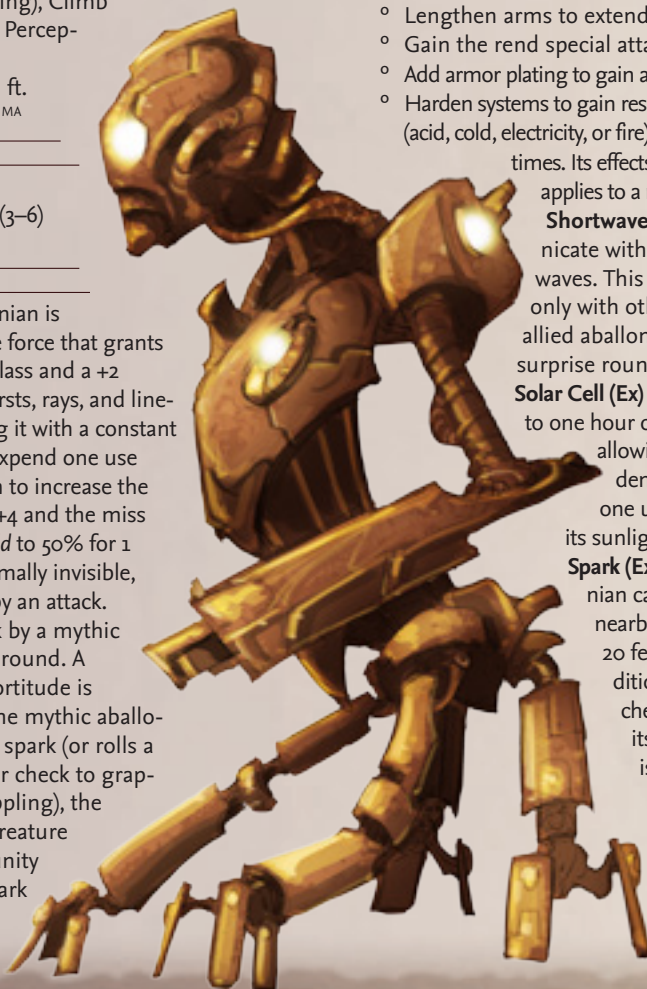 ing), Climb
Percep-
ft.
MA
(3–6)
nian is
e force that grants
lass and a +2
rsts, rays, and line-
g it with a constant
xpend one use
n to increase the
+4 and the miss
d to 50% for 1
mally invisible,
by an attack.
k by a mythic
round. A
ortitude is
ne mythic aballo-
spark (or rolls a
r check to grap-
ppling), the
reature
unity
ark
° Lengthen arms to extend
° Gain the rend special atta
° Add armor plating to gain a
° Harden systems to gain res
(acid, cold, electricity, or fire)
times. Its effects
applies to a
Shortwave
nicate with
waves. This
only with oth
allied aballon
surprise roun
Solar Cell (Ex)
to one hour o
allowi
den
one u
its sunlig
Spark (Ex
nian ca
nearb
20 fee
ditio
che
its
is